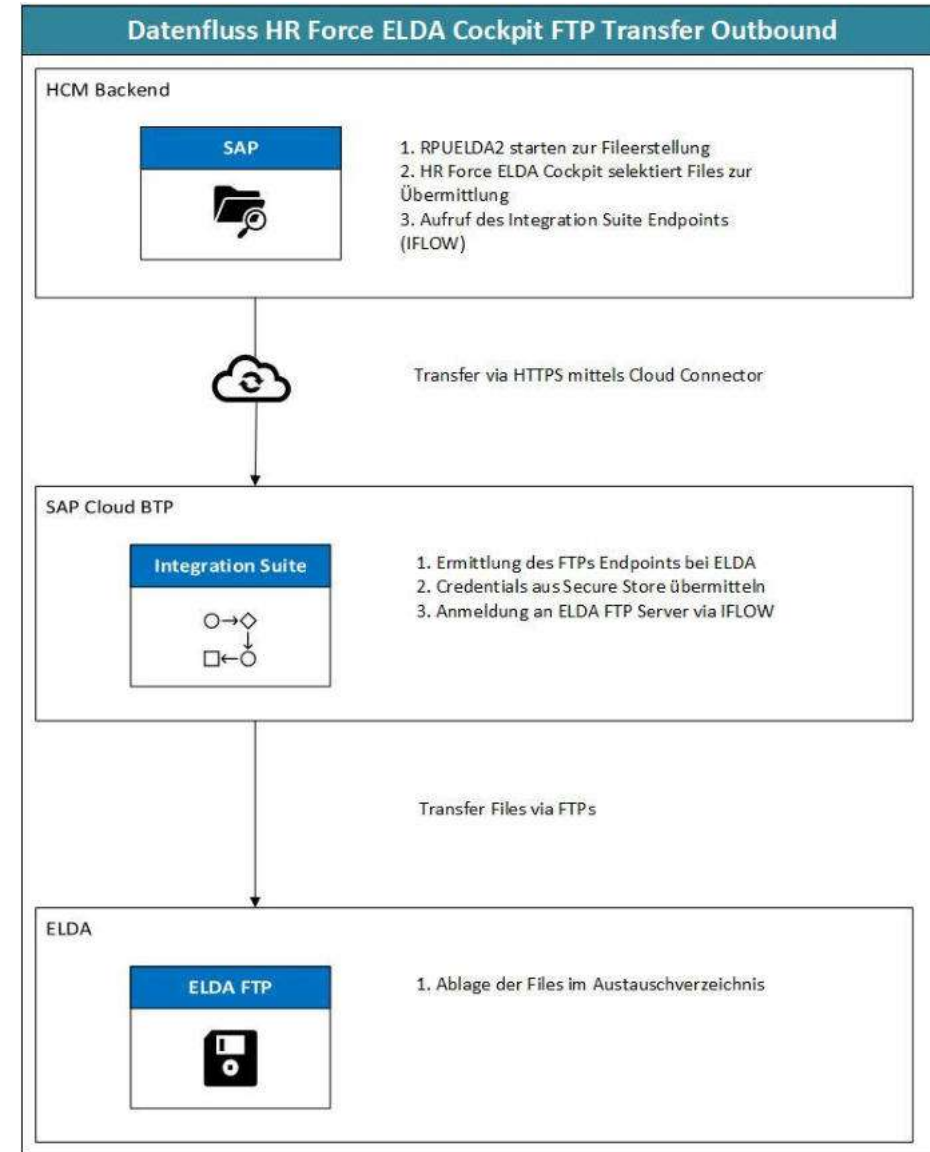 Datenfluss HR Force ELDA Cockpit FTP Transfer Outbound
HCM Backend
SAP
1. RPUELDA2 starten zur Fileerstellung
2. HR Force ELDA Cockpit selektiert Files zur
Übermittlung
3. Aufruf des Integration Suite Endpoints
(IFLOW)
Transfer via HTTPS mittels Cloud Connector
SAP Cloud BTP
Integration Suite
1. Ermittlung des FTPs Endpoints bei ELDA
2. Credentials aus Secure Store übermitteln
3. Anmeldung an ELDA FTP Server via IFLOW
Transfer Files via FTPs
ELDA
ELDA FTP
1. Ablage der Files im Austauschverzeichnis